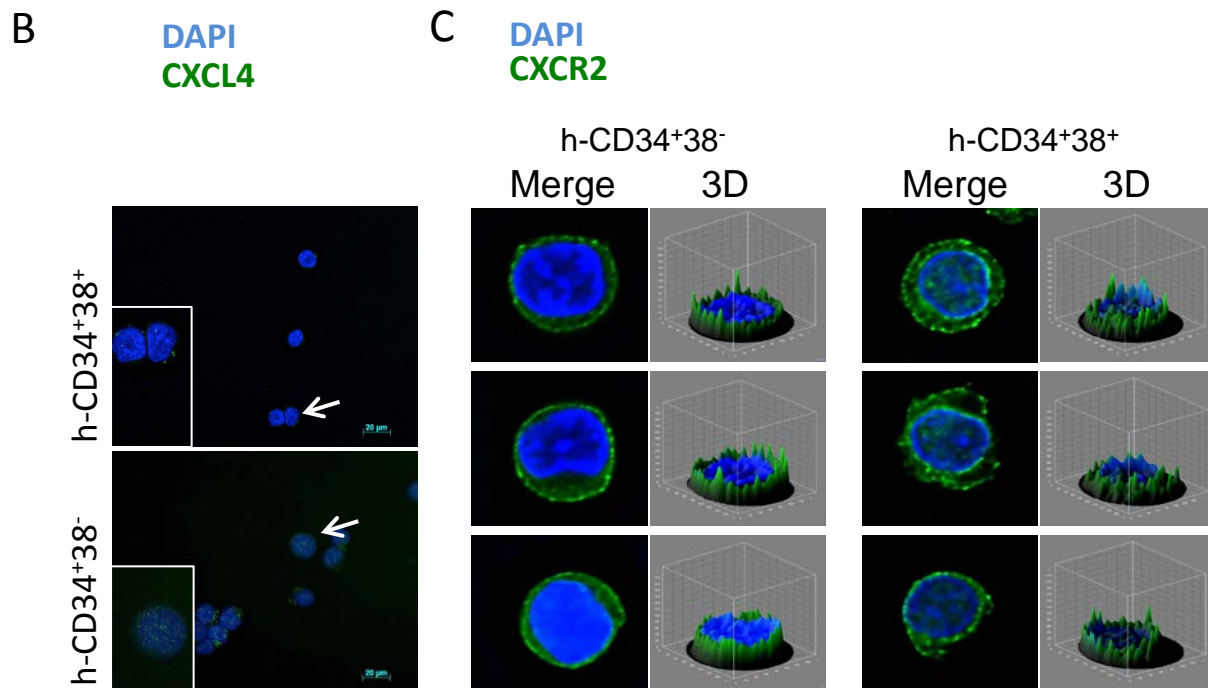 B
DAPI
CXCL4
h-CD34⁺38⁺
20 µm
h-CD34⁺38⁻
20 µm
C
DAPI
CXCR2
h-CD34⁺38⁻
Merge 3D
h-CD34⁺38⁺
Merge 3D